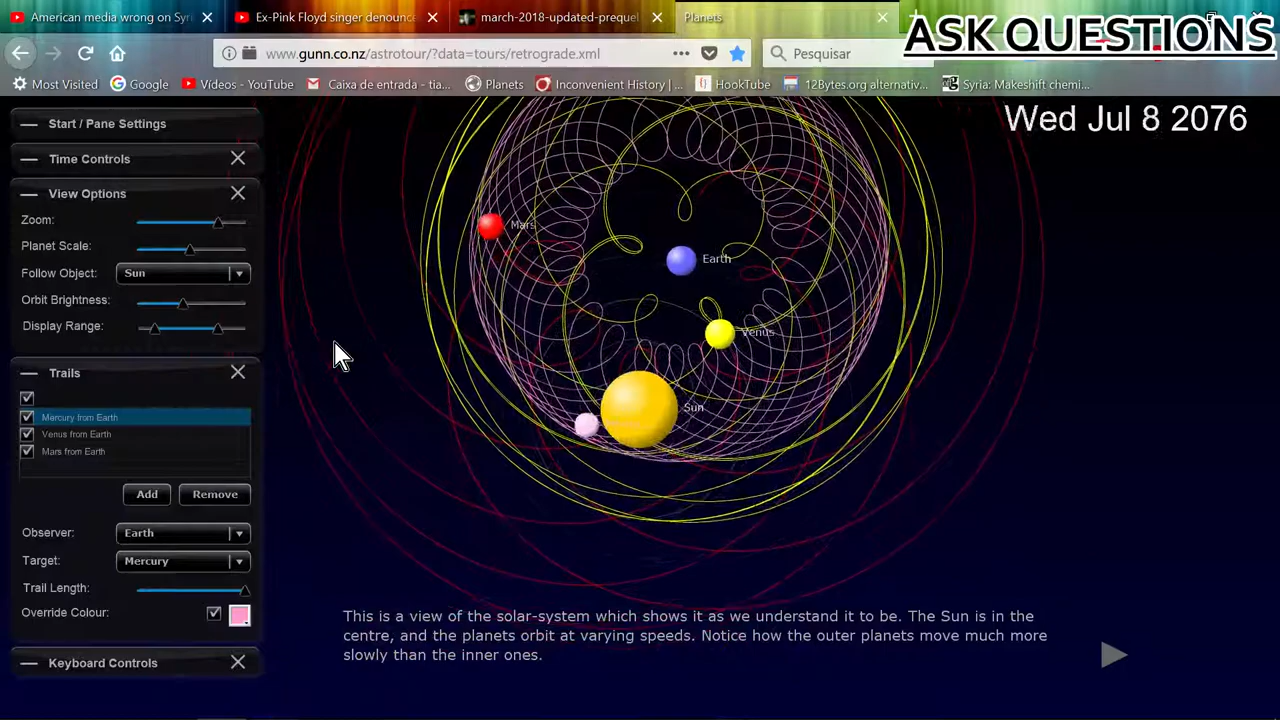 American media wrong on Syri
Ex-Pink Floyd singer denounce
march-2018-updated-prequel
Planets
ASK QUESTIONS
www.gunn.co.nz/astrotour/?data=tours/retrograde.xml
Pesquisar
Most Visited
Google
Vídeos - YouTube
Caixa de entrada - tia...
Planets
Inconvenient History | ...
HookTube
12Bytes.org alternativ...
Syria: Makeshift chemi...
Start / Pane Settings
Wed Jul 8 2076
Time Controls
View Options
Zoom:
Planet Scale:
Follow Object: Sun
Orbit Brightness:
Display Range:
Mars
Earth
Venus
Sun
Trails
Mercury from Earth
Venus from Earth
Mars from Earth
Add Remove
Observer: Earth
Target: Mercury
Trail Length:
Override Colour:
Keyboard Controls
This is a view of the solar-system which shows it as we understand it to be. The Sun is in the
centre, and the planets orbit at varying speeds. Notice how the outer planets move much more
slowly than the inner ones.